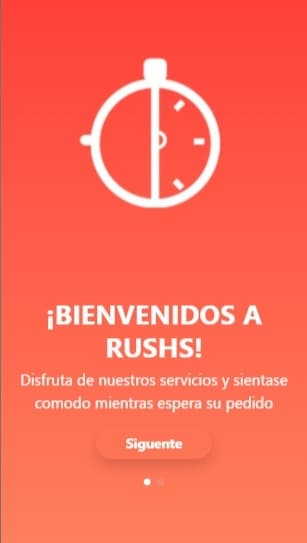 ¡BIENVENIDOS A
RUSHS!
Disfruta de nuestros servicios y sientase
comodo mientras espera su pedido
Siguente